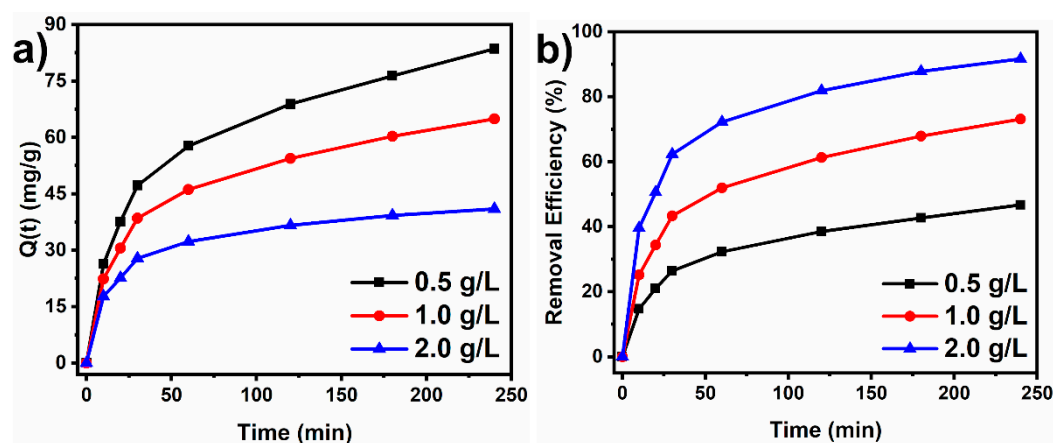 a)
Q(t) (mg/g)
90
75
60
45
30
15
0
0 50 100 150 200 250
Time (min)
0.5 g/L
1.0 g/L
2.0 g/L
b)
Removal Efficiency (%)
100
80
60
40
20
0
0 50 100 150 200 250
Time (min)
0.5 g/L
1.0 g/L
2.0 g/L